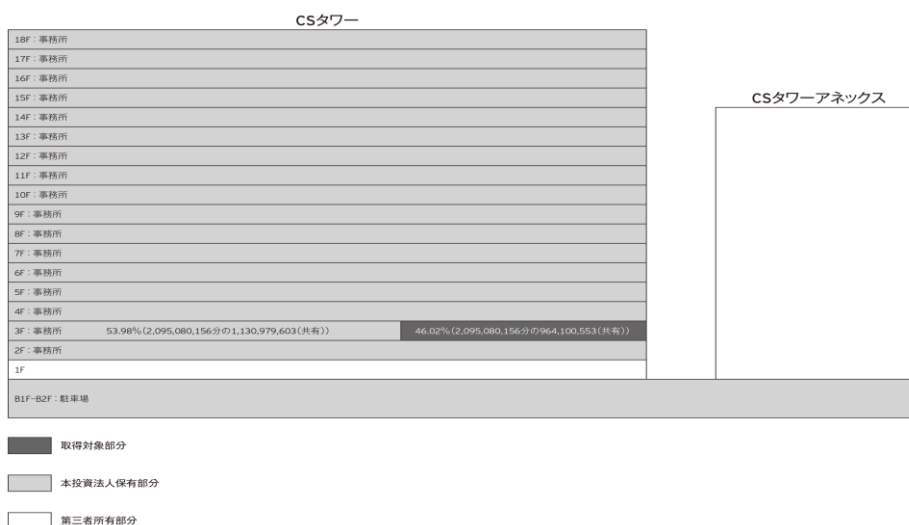 CSタワー
18F：事務所
17F：事務所
16F：事務所
15F：事務所
CSタワーアネックス
14F：事務所
13F：事務所
12F：事務所
11F：事務所
10F：事務所
9F：事務所
8F：事務所
7F：事務所
6F：事務所
5F：事務所
4F：事務所
3F：事務所 53.98%（2,095,080,156分の1,130,979,603（共有）） 46.02%（2,095,080,156分の964,100,553（共有））
2F：事務所
1F
B1F-B2F：駐車場
取得対象部分
本投資法人保有部分
第三者所有部分